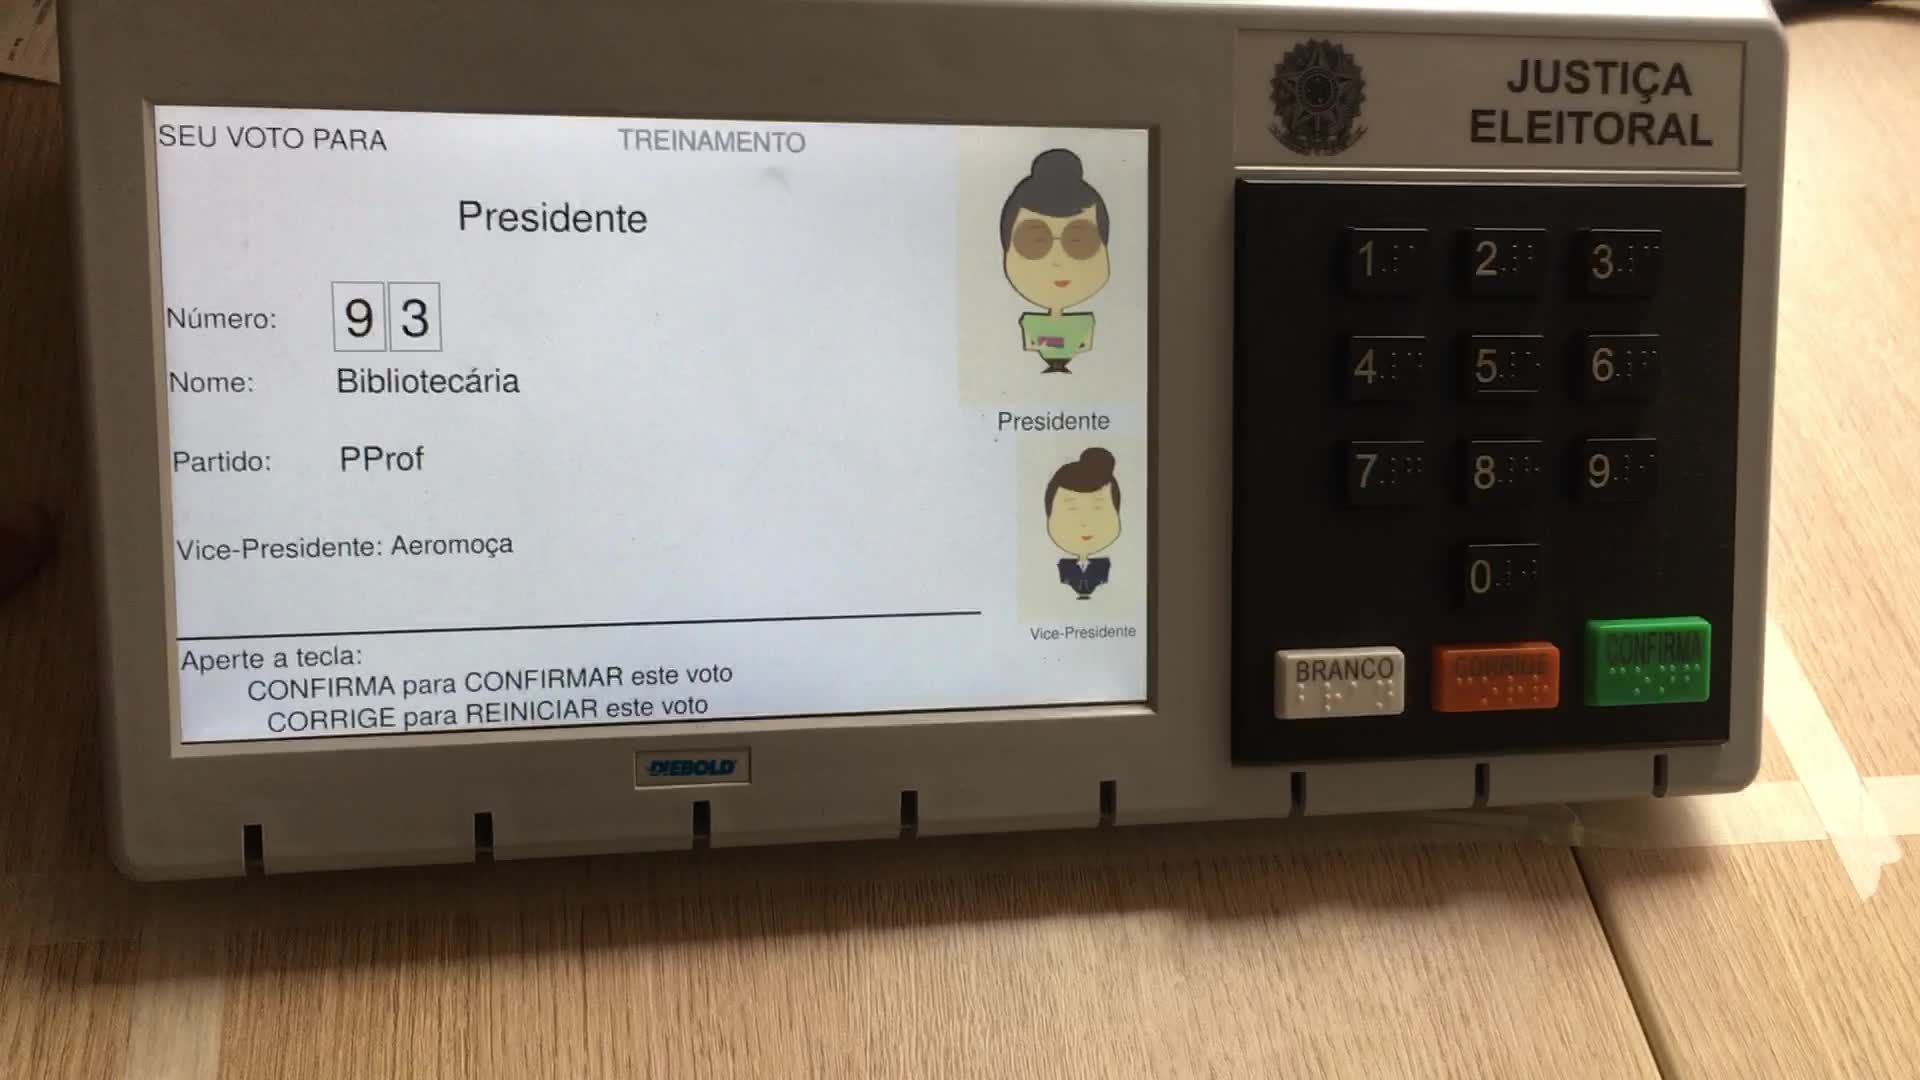 SEU VOTO PARA
TREINAMENTO
Presidente
Número: 9 3
Nome: Bibliotecária
Partido: PProf
Vice-Presidente: Aeromoça
Presidente
Vice-Presidente
Aperte a tecla:
CONFIRMA para CONFIRMAR este voto
CORRIGE para REINICIAR este voto
DIEBOLD
JUSTIÇA
ELEITORAL
1 2 3
4 5 6
7 8 9
0
BRANCO CORRIGE CONFIRMA